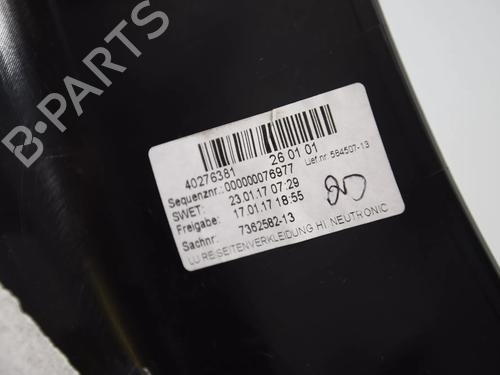 B-PARTS
40276381 26 01 01
Lief.nr. 584507-13
Sequenznr.: 000000076977
SWET: 23.01.17 07:29
Freigabe: 17.01.17 18:55
Sachnr: 7362582-13
LU RE SEITENVERKLEIDUNG HI. NEUTRONIC